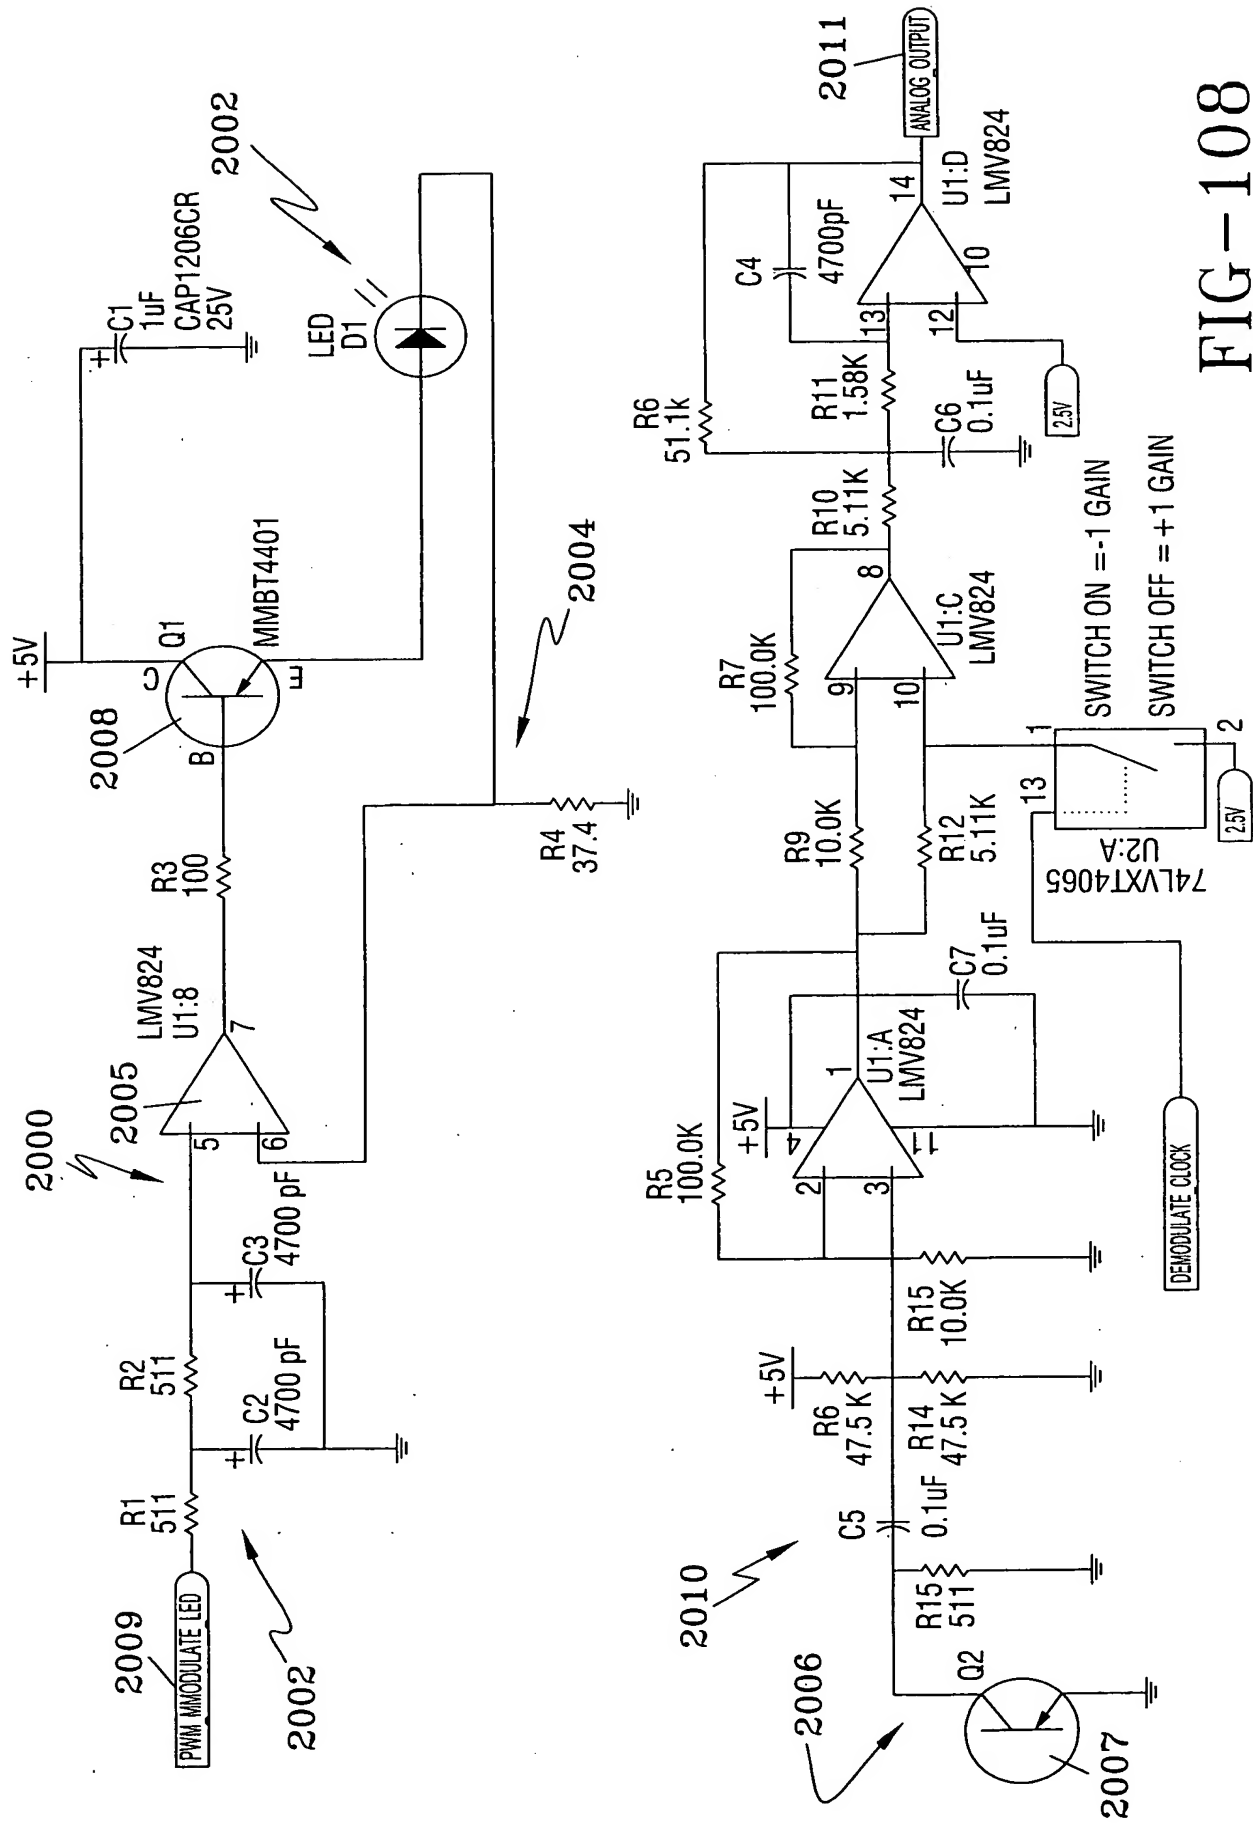 2000
2009
PWM MMODULATE LED
2002
R1
511
R2
511
C2
4700 pF
+
C3
4700 pF
+
2005
5
6
7
LMV824
U1:8
R3
100
2008
B
C
E
+5V
Q1
MMBT4401
+
C1
1uF
CAP1206CR
25V
LED
D1
2002
R4
37.4
2004
2006
2007
Q2
2010
R15
511
C5
0.1uF
+5V
R6
47.5 K
R14
47.5 K
R15
10.0K
R5
100.0K
+5V
4
2
3
1
11
U1:A
LMV824
C7
0.1uF
R9
10.0K
R12
5.11K
R7
100.0K
9
10
8
U1:C
LMV824
DEMODULATE CLOCK
74LVXT4065
U2:A
13
1
2
2.5V
SWITCH ON =-1 GAIN
SWITCH OFF =+1 GAIN
R10
5.11K
R6
51.1k
R11
1.58K
C6
0.1uF
C4
4700pF
13
12
14
10
2.5V
U1:D
LMV824
ANALOG OUTPUT
2011
FIG-108